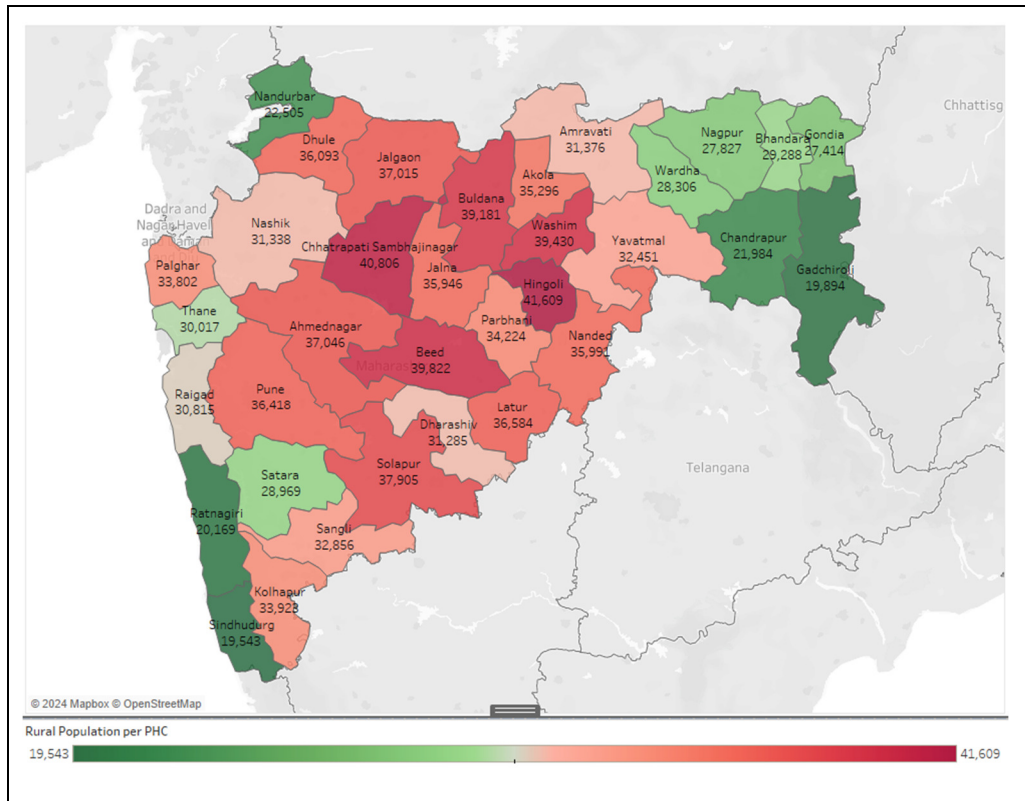 Nandurbar
22,505
Chhattisg
Dhule
36,093
Jalgaon
37,015
Amravati
31,376
Nagpur
27,827
Bhandara
29,288
Gondia
27,414
Akola
35,296
Wardha
28,306
Buldana
39,181
Dadra and
Nagar Havel
Nashik
31,338
Washim
39,430
Chhatrapati Sambhajinagar
40,806
Yavatmal
32,451
Chandrapur
21,984
Palghar
33,802
Jalna
35,946
Hingoli
41,609
Gadchiroli
19,894
Thane
30,017
Ahmednagar
37,046
Parbhani
34,224
Nanded
35,991
Beed
39,822
Raigad
30,815
Pune
36,418
Latur
36,584
Dharashiv
31,285
Solapur
37,905
Telangana
Satara
28,969
Ratnagiri
20,169
Sangli
32,856
Kolhapur
33,923
Sindhudurg
19,543
© 2024 Mapbox © OpenStreetMap
Rural Population per PHC
19,543
41,609